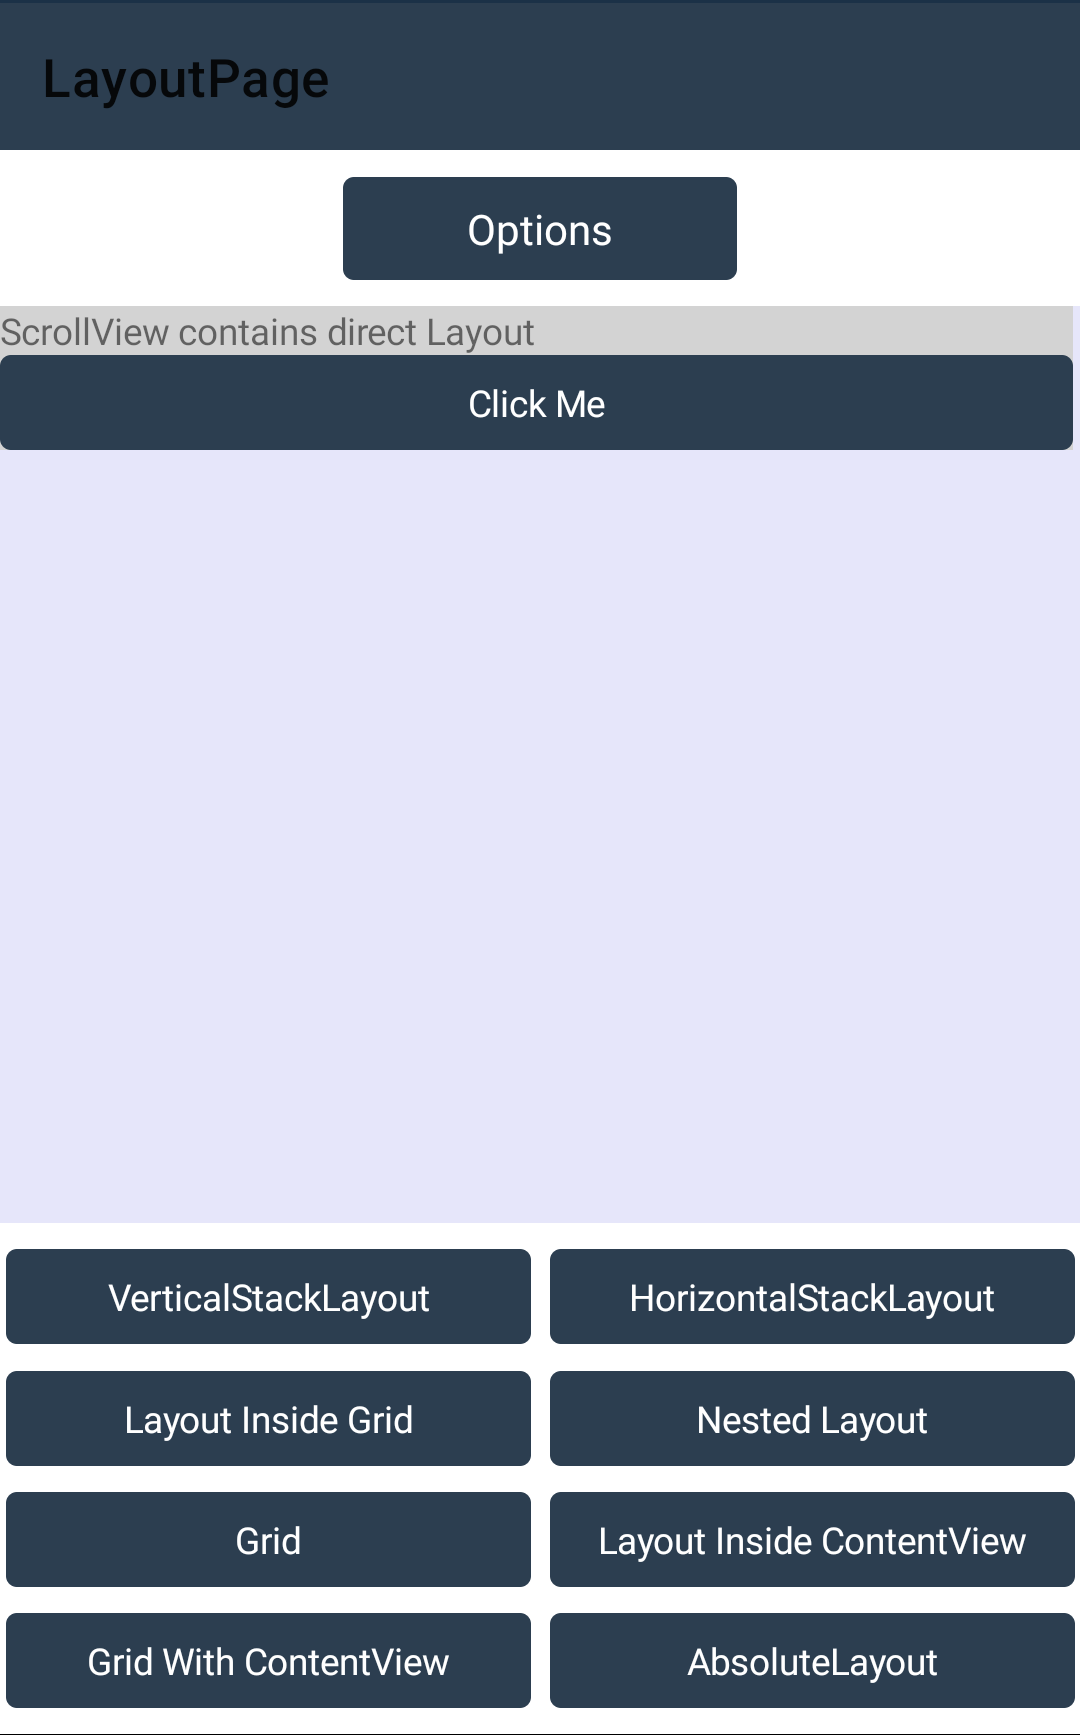 LayoutPage
Options
ScrollView contains direct Layout
Click Me
VerticalStackLayout
HorizontalStackLayout
Layout Inside Grid
Nested Layout
Grid
Layout Inside ContentView
Grid With ContentView
AbsoluteLayout